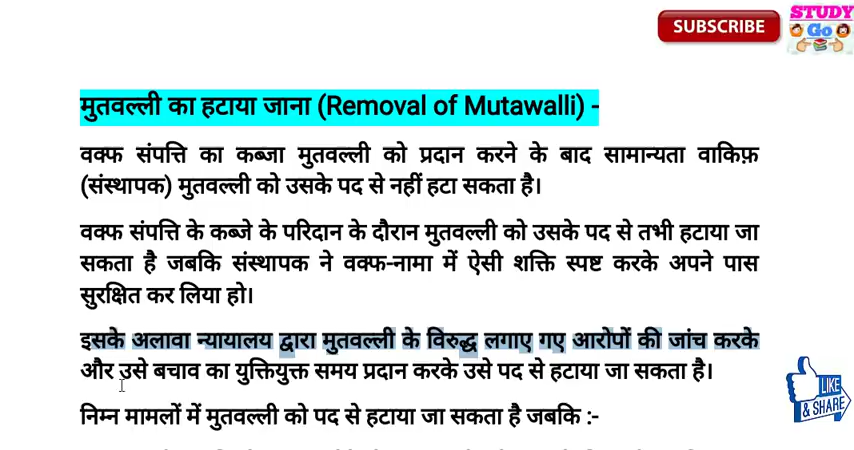 SUBSCRIBE
STUDY
Go
मुतवल्ली का हटाया जाना (Removal of Mutawalli) -
वक्फ संपत्ति का कब्जा मुतवल्ली को प्रदान करने के बाद सामान्यता वाकिफ़
(संस्थापक) मुतवल्ली को उसके पद से नहीं हटा सकता है।
वक्फ संपत्ति के कब्जे के परिदान के दौरान मुतवल्ली को उसके पद से तभी हटाया जा
सकता है जबकि संस्थापक ने वक्फ-नामा में ऐसी शक्ति स्पष्ट करके अपने पास
सुरक्षित कर लिया हो।
इसके अलावा न्यायालय द्वारा मुतवल्ली के विरुद्ध लगाए गए आरोपों की जांच करके
और उसे बचाव का युक्तियुक्त समय प्रदान करके उसे पद से हटाया जा सकता है।
LIKE
& SHARE
निम्न मामलों में मुतवल्ली को पद से हटाया जा सकता है जबकि :-